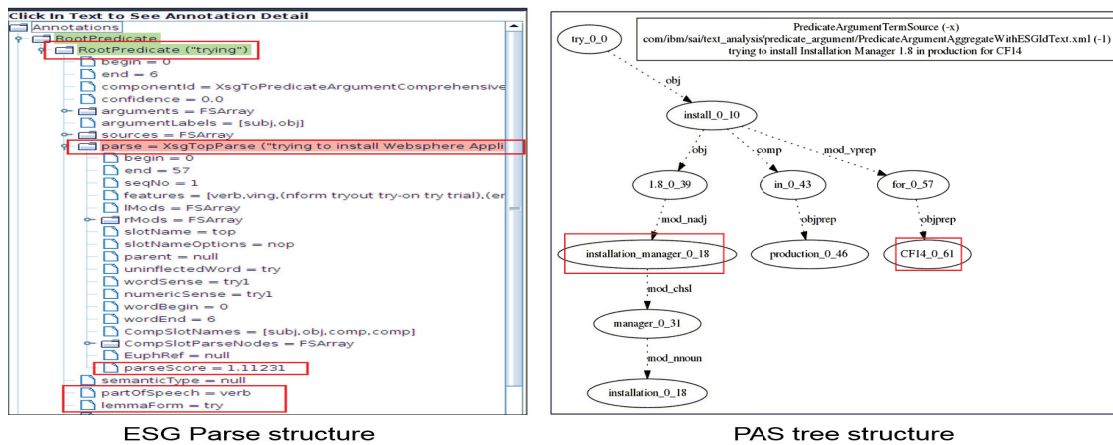 Click In Text to See Annotation Detail
Annotations
RootPredicate
RootPredicate ("trying")
begin = 0
end = 6
componentId = XsgToPredicateArgumentComprehensive
confidence = 0.0
arguments = FSArray
argumentLabels = [subj,obj]
sources = FSArray
parse = XsgTopParse ("trying to install Websphere Appli
begin = 0
end = 57
seqNo = 1
features = [verb,ving,(nform tryout try-on try trial),(er
lMods = FSArray
rMods = FSArray
slotName = top
slotNameOptions = nop
parent = null
uninflectedWord = try
wordSense = try1
numericSense = try1
wordBegin = 0
wordEnd = 6
CompSlotNames = [subj,obj,comp,comp]
CompSlotParseNodes = FSArray
EuphRef = null
parseScore = 1.11231
semanticType = null
partOfSpeech = verb
lemmaForm = try
ESG Parse structure
PredicateArgumentTermSource (-x)
com/ibm/sai/text_analysis/predicate_argument/PredicateArgumentAggregateWithESGIdText.xml (-1)
trying to install Installation Manager 1.8 in production for CF14
try_0_0
obj
install_0_10
obj
comp
mod_vprep
1.8_0_39
in_0_43
for_0_57
mod_nadj
objprep
objprep
installation_manager_0_18
production_0_46
CF14_0_61
mod_chsl
manager_0_31
mod_nnoun
installation_0_18
PAS tree structure